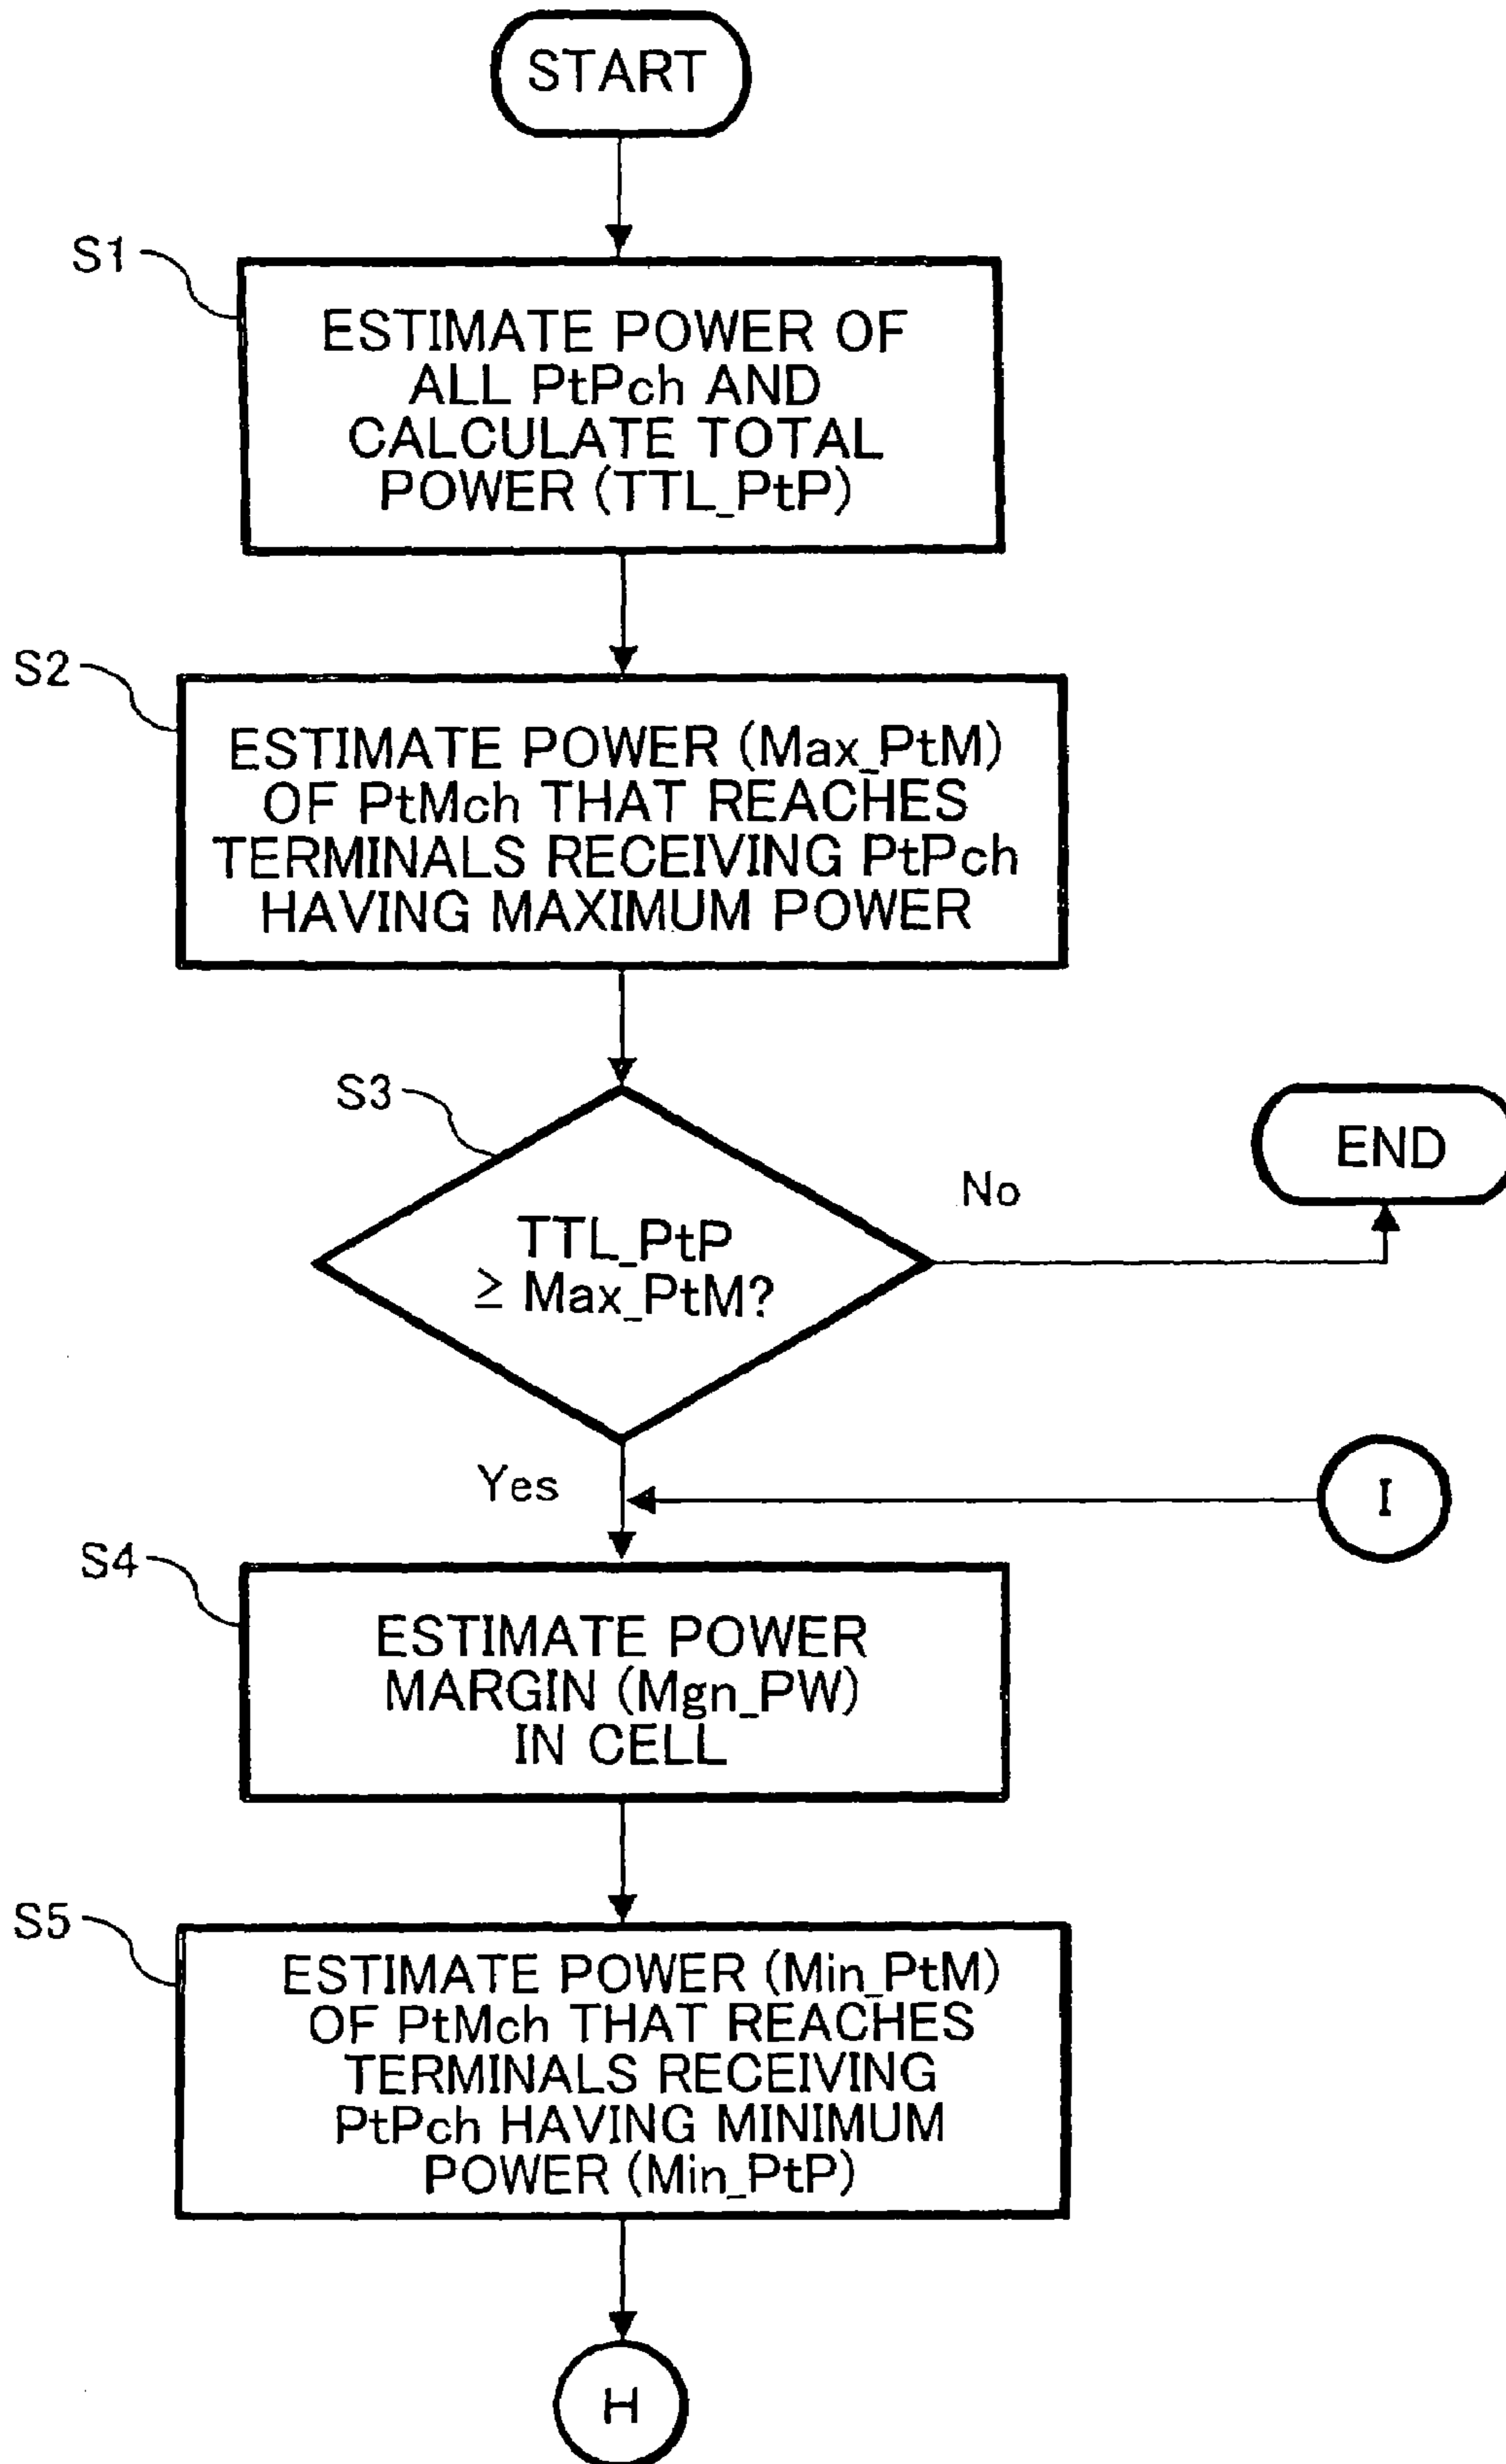 START
S1
ESTIMATE POWER OF
ALL PtPch AND
CALCULATE TOTAL
POWER (TTL_PtP)
S2
ESTIMATE POWER (Max_PtM)
OF PtMch THAT REACHES
TERMINALS RECEIVING PtPch
HAVING MAXIMUM POWER
S3
TTL_PtP
≥ Max_PtM?
No
END
Yes
I
S4
ESTIMATE POWER
MARGIN (Mgn_PW)
IN CELL
S5
ESTIMATE POWER (Min_PtM)
OF PtMch THAT REACHES
TERMINALS RECEIVING
PtPch HAVING MINIMUM
POWER (Min_PtP)
H